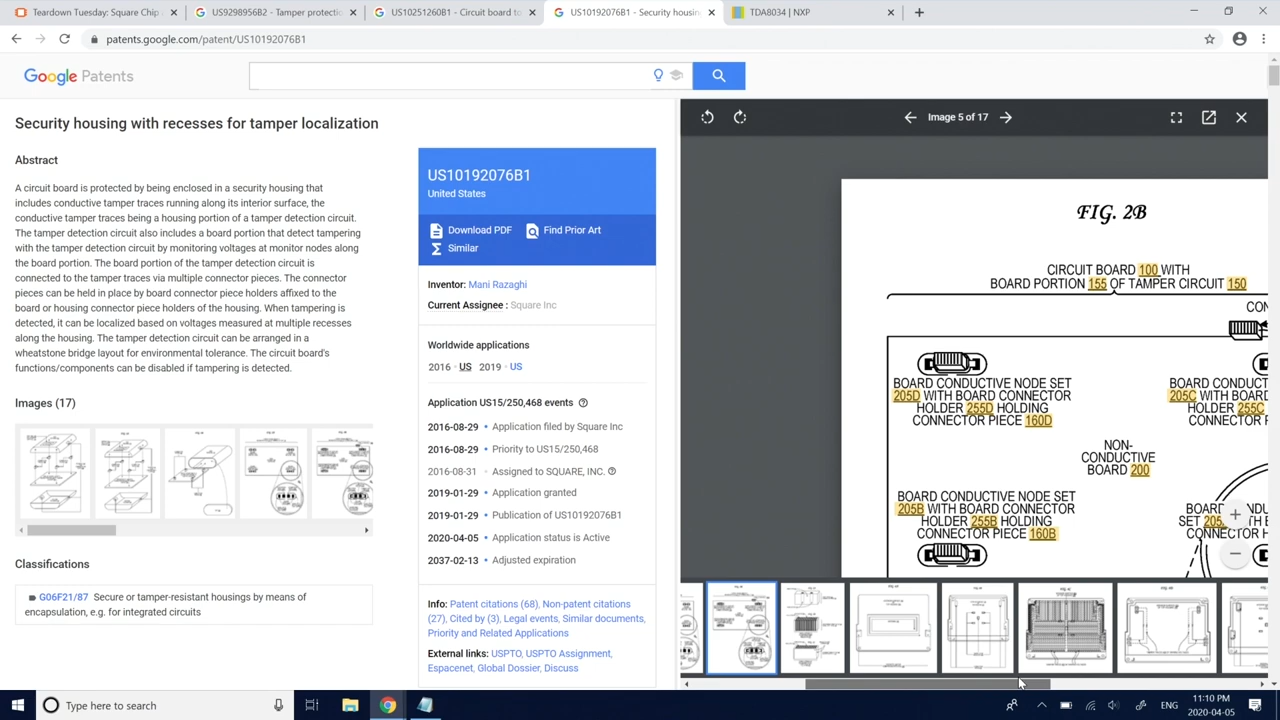 Teardown Tuesday: Square Chip
US9298956B2 - Tamper protectio
US10251260B1 - Circuit board to
US10192076B1 - Security housin
TDA8034 | NXP
patents.google.com/patent/US10192076B1
Google Patents
Security housing with recesses for tamper localization
Image 5 of 17
Abstract
A circuit board is protected by being enclosed in a security housing that
includes conductive tamper traces running along its interior surface, the
conductive tamper traces being a housing portion of a tamper detection circuit.
The tamper detection circuit also includes a board portion that detect tampering
with the tamper detection circuit by monitoring voltages at monitor nodes along
the board portion. The board portion of the tamper detection circuit is
connected to the tamper traces via multiple connector pieces. The connector
pieces can be held in place by board connector piece holders affixed to the
board or housing connector piece holders of the housing. When tampering is
detected, it can be localized based on voltages measured at multiple recesses
along the housing. The tamper detection circuit can be arranged in a
wheatstone bridge layout for environmental tolerance. The circuit board's
functions/components can be disabled if tampering is detected.
Images (17)
Classifications
G06F21/87 Secure or tamper-resistant housings by means of
encapsulation, e.g. for integrated circuits
US10192076B1
United States
Download PDF
Find Prior Art
Similar
Inventor: Mani Razaghi
Current Assignee : Square Inc
Worldwide applications
2016 · US 2019 · US
Application US15/250,468 events
2016-08-29 • Application filed by Square Inc
2016-08-29 • Priority to US15/250,468
2016-08-31 • Assigned to SQUARE, INC.
2019-01-29 • Application granted
2019-01-29 • Publication of US10192076B1
2020-04-05 • Application status is Active
2037-02-13 • Adjusted expiration
Info: Patent citations (68), Non-patent citations
(27), Cited by (3), Legal events, Similar documents,
Priority and Related Applications
External links: USPTO, USPTO Assignment,
Espacenet, Global Dossier, Discuss
FIG. 2B
CIRCUIT BOARD 100 WITH
BOARD PORTION 155 OF TAMPER CIRCUIT 150
CON
BOARD CONDUCTIVE NODE SET
205D WITH BOARD CONNECTOR
HOLDER 255D HOLDING
CONNECTOR PIECE 160D
BOARD CONDUCT
205C WITH BOAR
HOLDER 255C
CONNECTOR
NON-
CONDUCTIVE
BOARD 200
BOARD CONDUCTIVE NODE SET
205B WITH BOARD CONNECTOR
HOLDER 255B HOLDING
CONNECTOR PIECE 160B
BOARD CONDUCT
SET 205
HOLDER
CONNECT
Type here to search
ENG
11:10 PM
2020-04-05